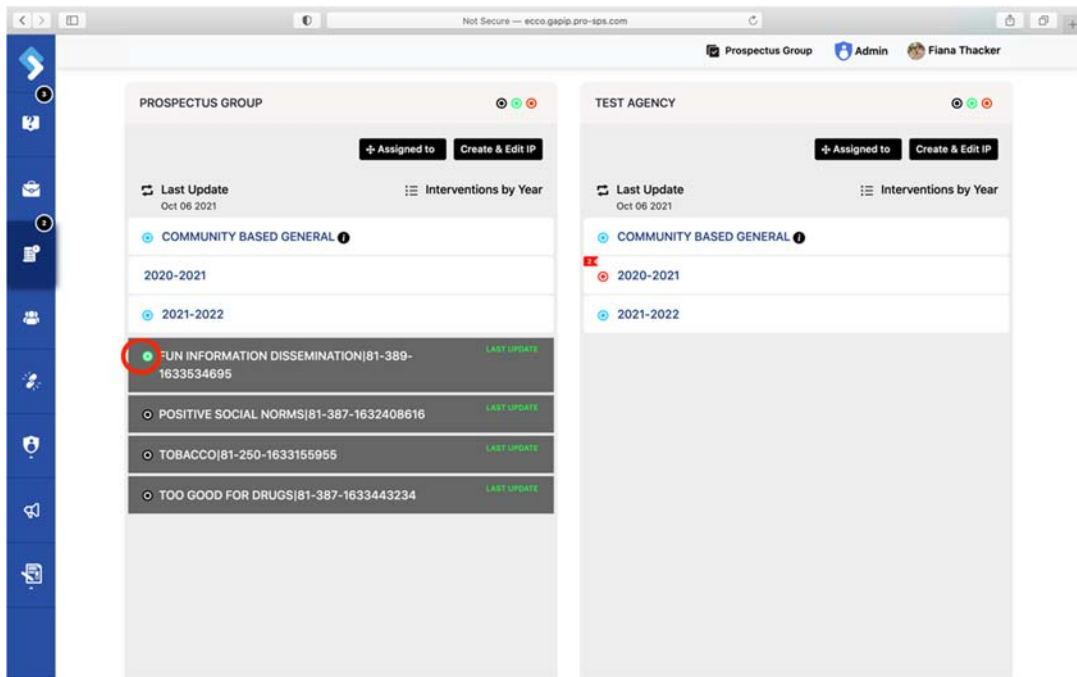 Not Secure — ecco.gapip.pro-sps.com
Prospectus Group
Admin
Fiana Thacker
3
2
PROSPECTUS GROUP
Assigned to
Create & Edit IP
Last Update
Oct 06 2021
Interventions by Year
COMMUNITY BASED GENERAL
2020-2021
2021-2022
FUN INFORMATION DISSEMINATION|81-389-
1633534695
LAST UPDATE
POSITIVE SOCIAL NORMS|81-387-1632408616
LAST UPDATE
TOBACCO|81-250-1633155955
LAST UPDATE
TOO GOOD FOR DRUGS|81-387-1633443234
LAST UPDATE
TEST AGENCY
Assigned to
Create & Edit IP
Last Update
Oct 06 2021
Interventions by Year
COMMUNITY BASED GENERAL
2
2020-2021
2021-2022